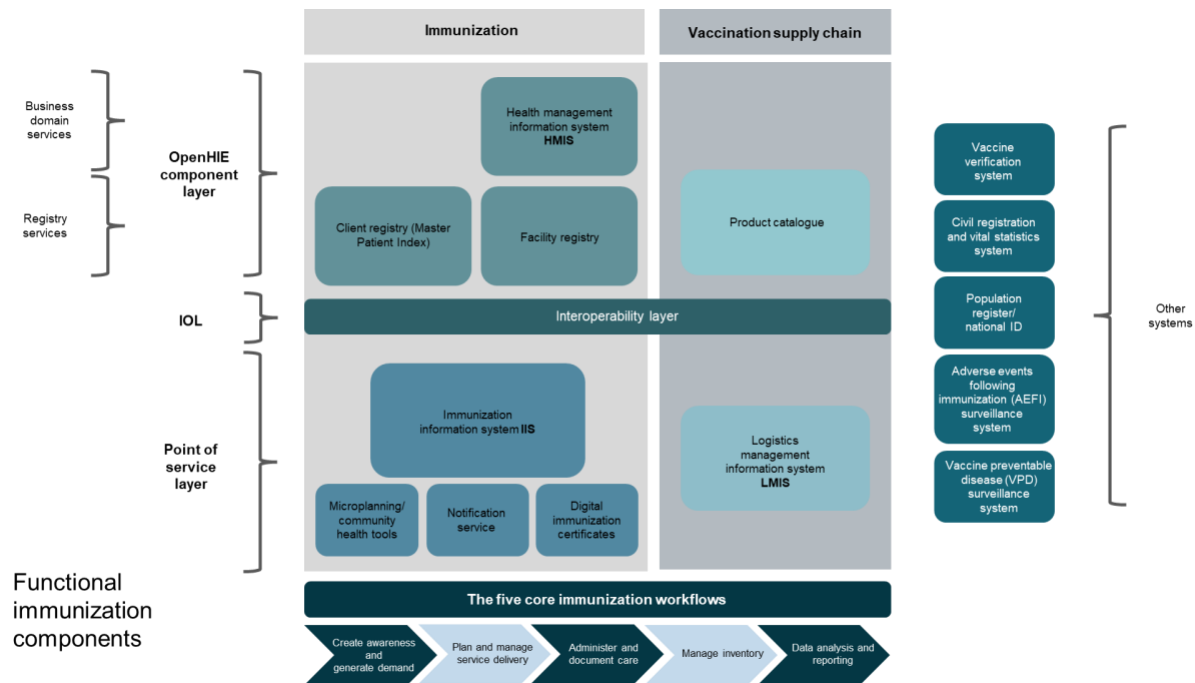 Immunization
Vaccination supply chain
Business
domain
services
Registry
services
OpenHIE
component
layer
Health management
information system
HMIS
Client registry (Master
Patient Index)
Facility registry
Product catalogue
IOL
Interoperability layer
Point of
service layer
Immunization
information system IIS
Microplanning/
community
health tools
Notification
service
Digital
immunization
certificates
Logistics
management
information system
LMIS
Vaccine
verification
system
Civil registration
and vital statistics
system
Population
register/
national ID
Adverse events
following
immunization (AEFI)
surveillance
system
Vaccine preventable
disease (VPD)
surveillance
system
Other
systems
Functional
immunization
components
The five core immunization workflows
Create awareness
and
generate demand
Plan and manage
service delivery
Administer and
document care
Manage inventory
Data analysis and
reporting